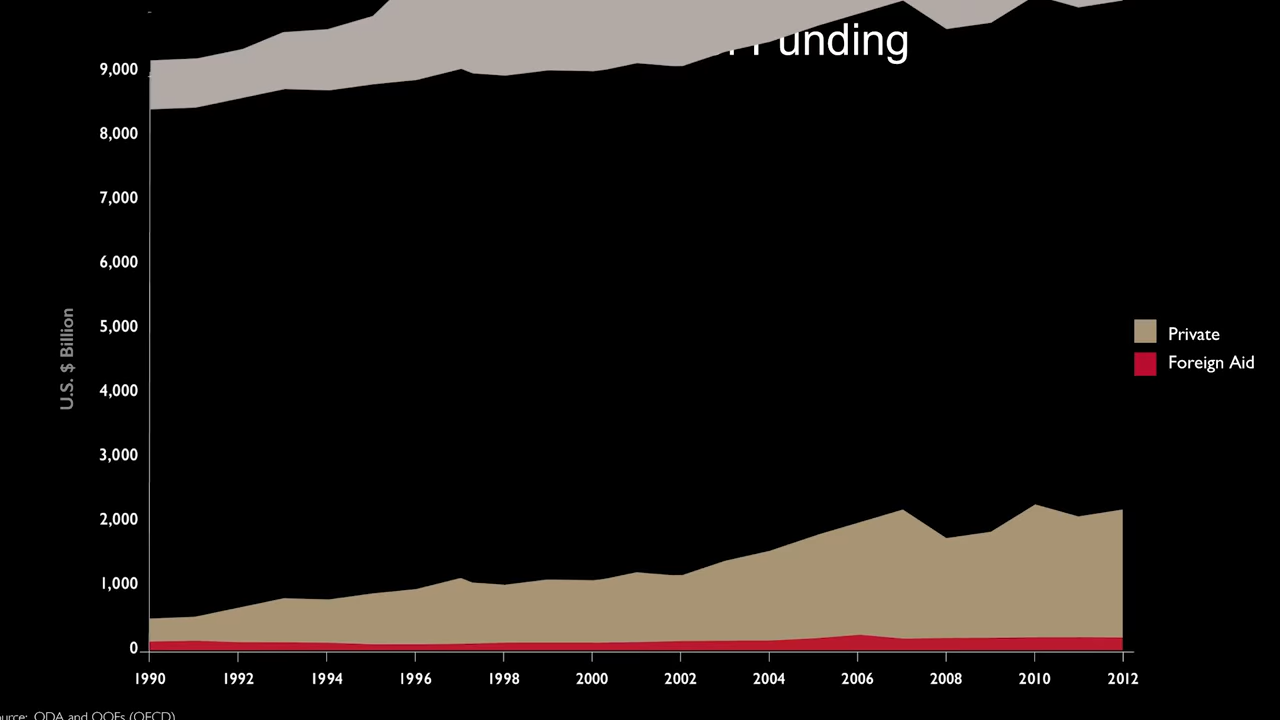 unding
9,000
8,000
7,000
6,000
5,000
4,000
3,000
2,000
1,000
0
U.S. $ Billion
1990 1992 1994 1996 1998 2000 2002 2004 2006 2008 2010 2012
Private
Foreign Aid
urce: ODA and OOFs (OECD)